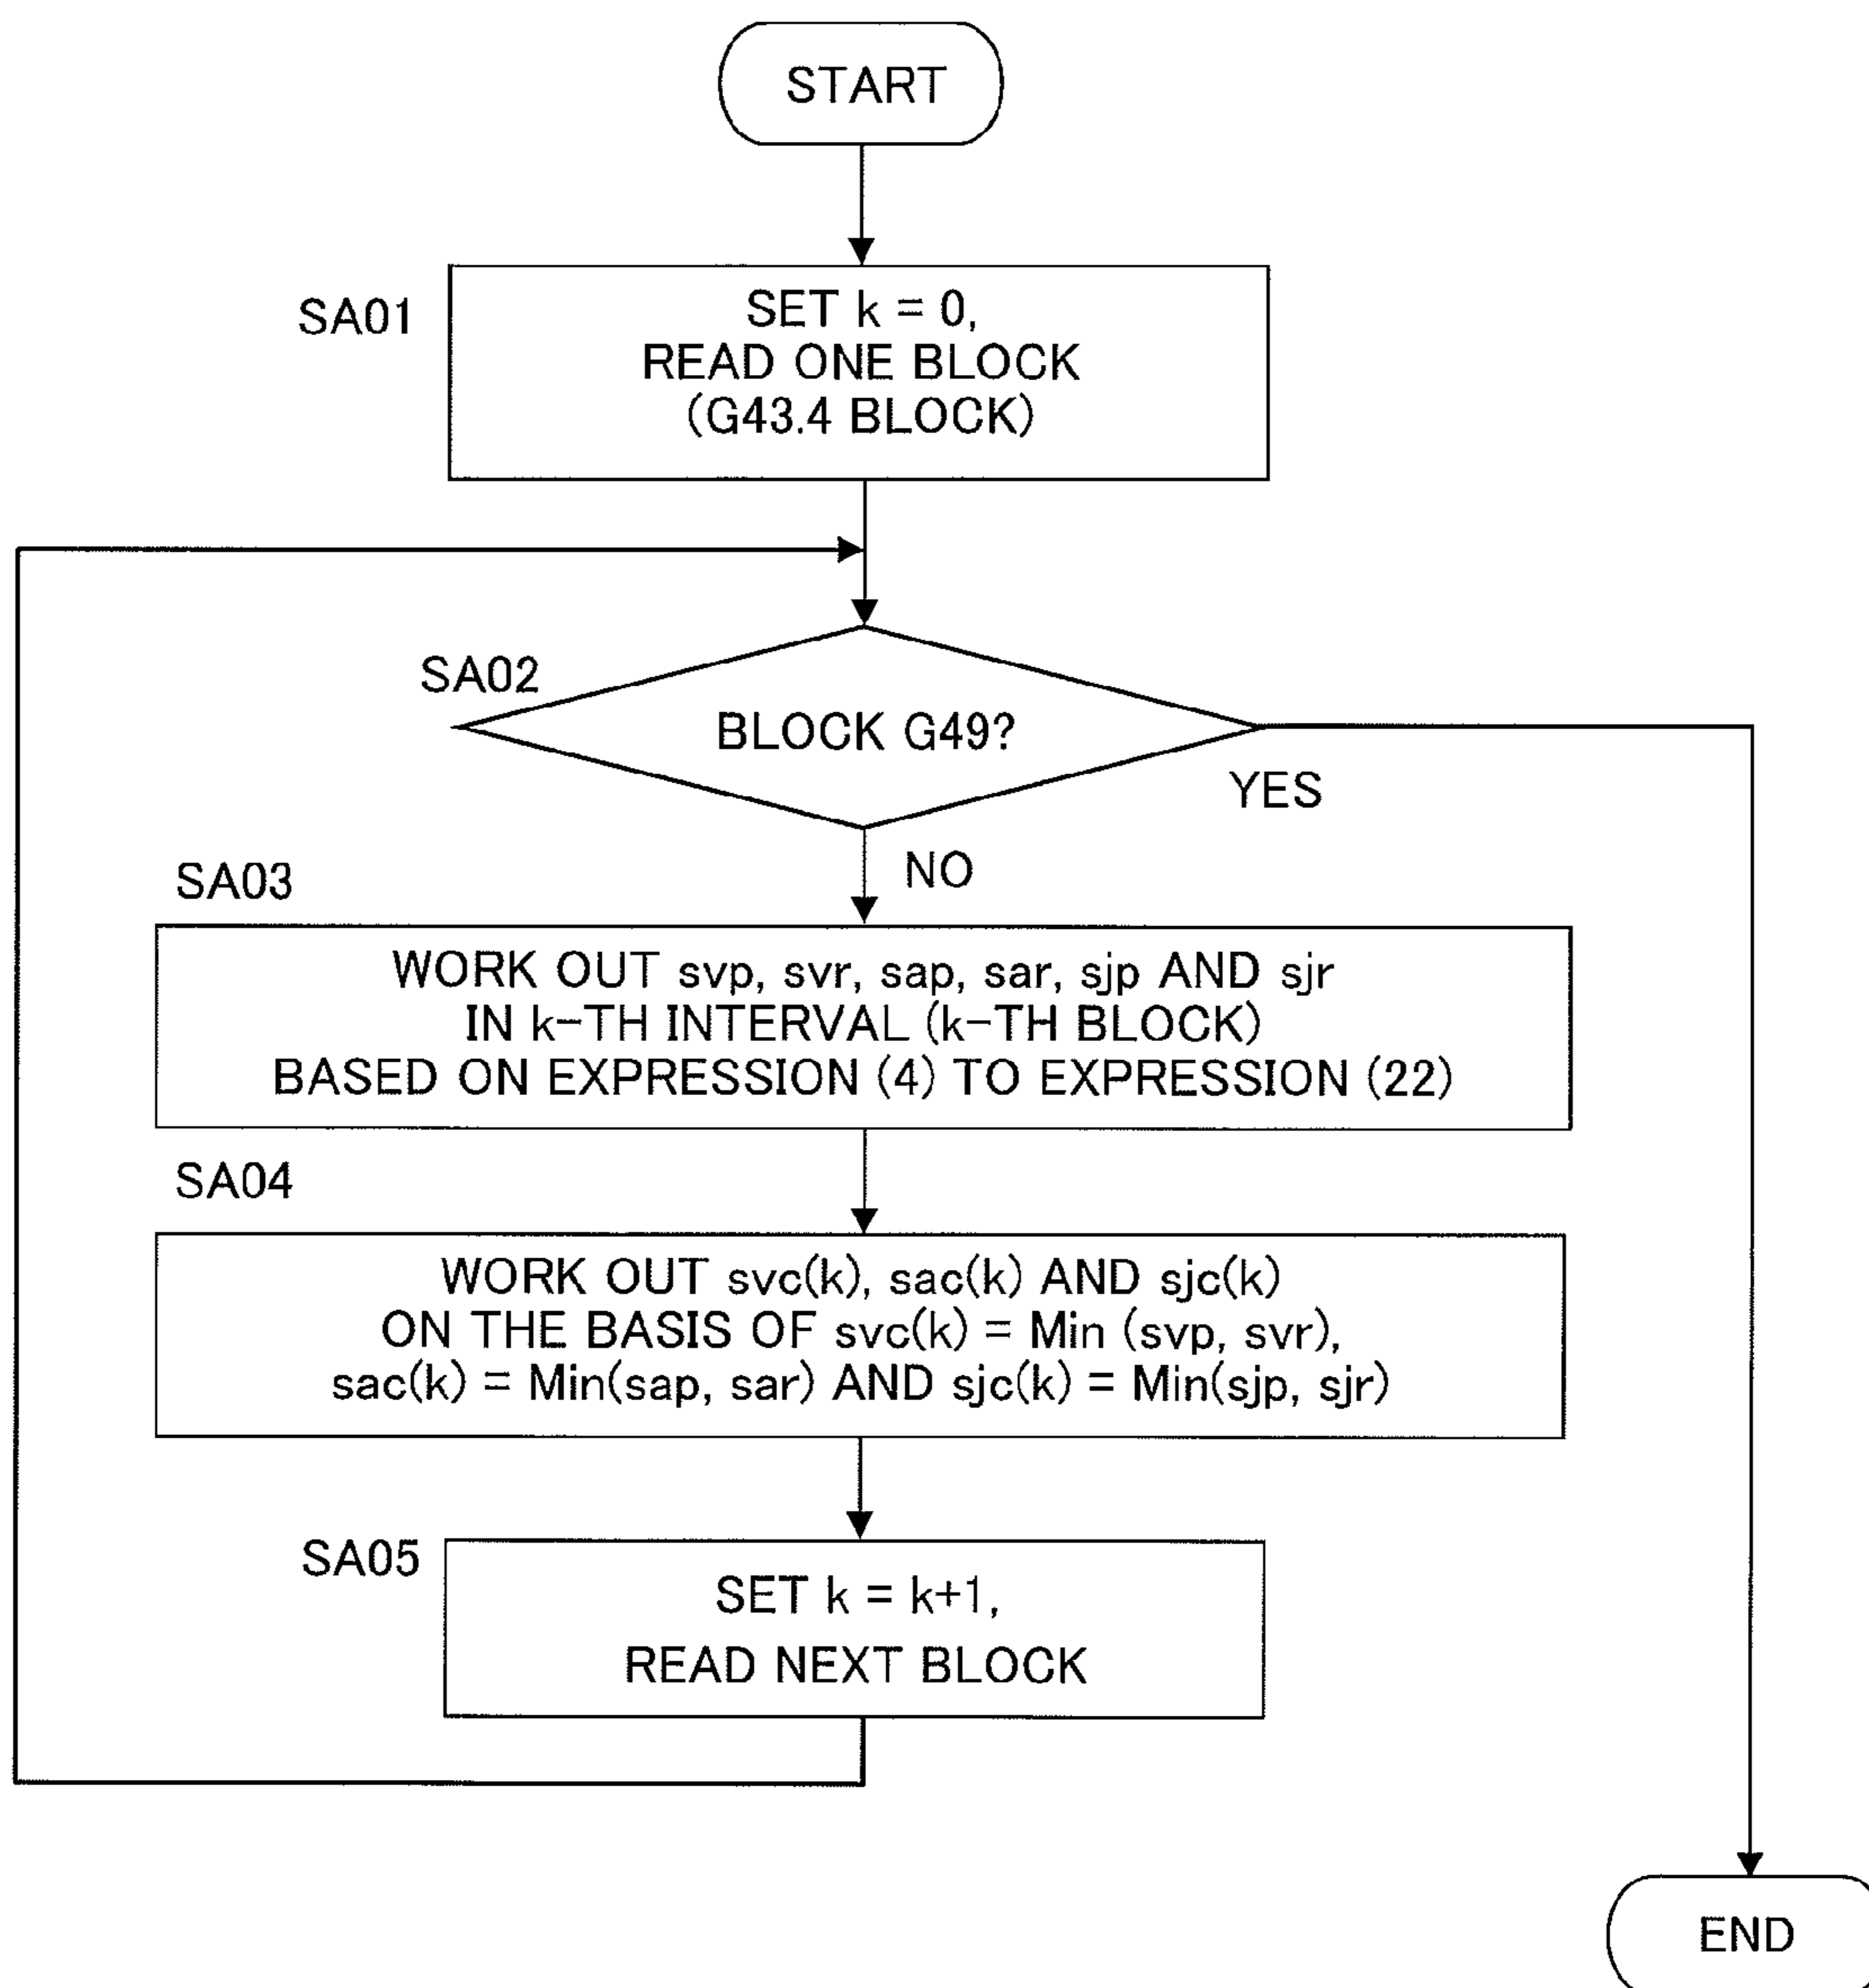 START
SA01
SET k = 0,
READ ONE BLOCK
(G43.4 BLOCK)
SA02
BLOCK G49?
YES
NO
SA03
WORK OUT svp, svr, sap, sar, sjp AND sjr
IN k-TH INTERVAL (k-TH BLOCK)
BASED ON EXPRESSION (4) TO EXPRESSION (22)
SA04
WORK OUT svc(k), sac(k) AND sjc(k)
ON THE BASIS OF svc(k) = Min (svp, svr),
sac(k) = Min(sap, sar) AND sjc(k) = Min(sjp, sjr)
SA05
SET k = k+1,
READ NEXT BLOCK
END